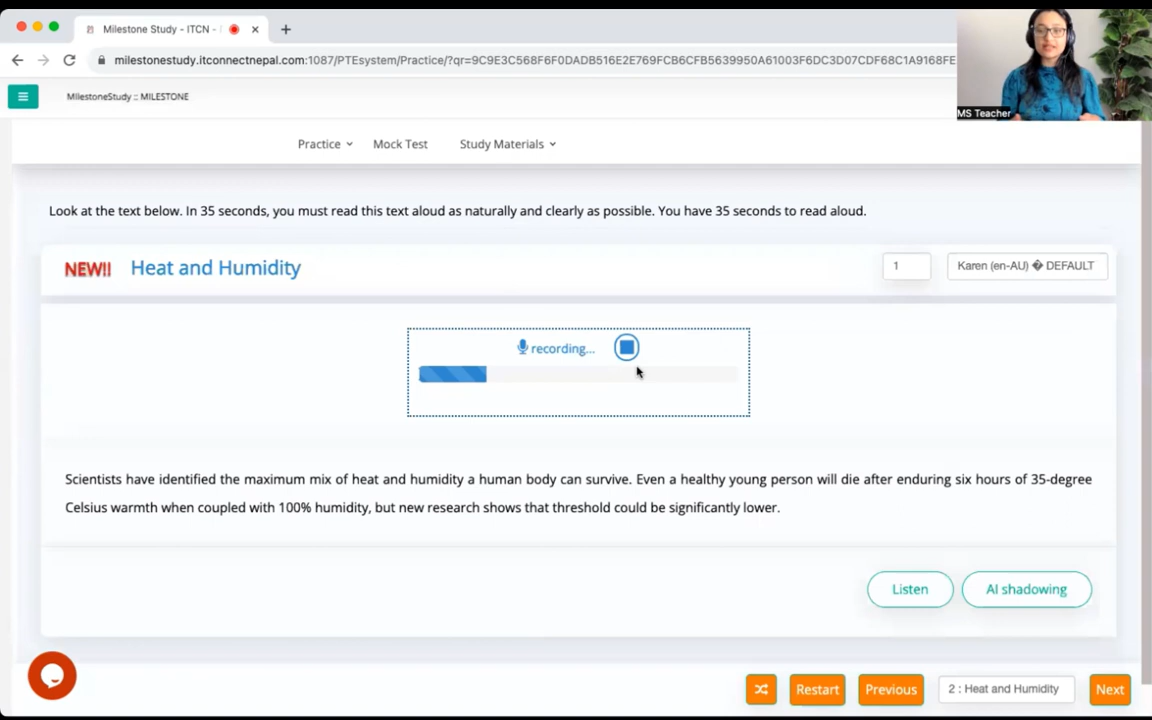 Milestone Study - ITCN -
milestonestudy.itconnectnepal.com:1087/PTEsystem/Practice/?qr=9C9E3C568F6F0DADB516E2E769FCB6CFB5639950A61003F6DC3D07CDF68C1A9168FE
MS Teacher
MilestoneStudy :: MILESTONE
Practice Mock Test Study Materials
Look at the text below. In 35 seconds, you must read this text aloud as naturally and clearly as possible. You have 35 seconds to read aloud.
NEW!! Heat and Humidity 1 Karen (en-AU) � DEFAULT
recording...
Scientists have identified the maximum mix of heat and humidity a human body can survive. Even a healthy young person will die after enduring six hours of 35-degree
Celsius warmth when coupled with 100% humidity, but new research shows that threshold could be significantly lower.
Listen AI shadowing
Restart Previous 2 : Heat and Humidity Next